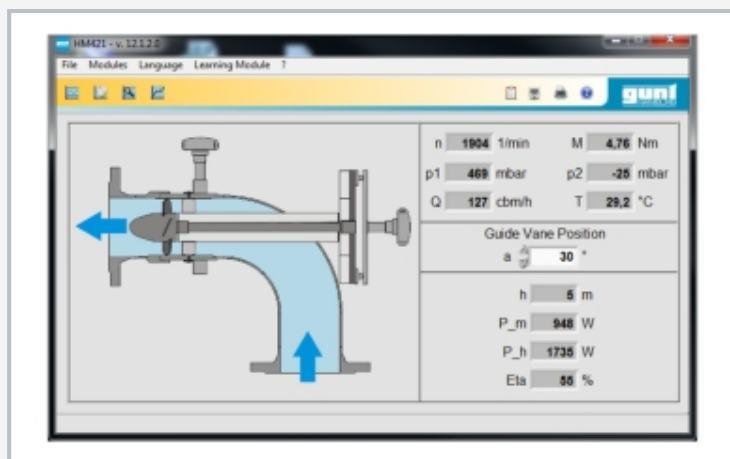 HM421 - v. 12.1.2.0
File Modules Language Learning Module ?
gunt
n 1904 1/min M 4,76 Nm
p1 469 mbar p2 -25 mbar
Q 127 cbm/h T 29,2 °C
Guide Vane Position
a 30 °
h 5 m
P_m 948 W
P_h 1735 W
Eta 55 %